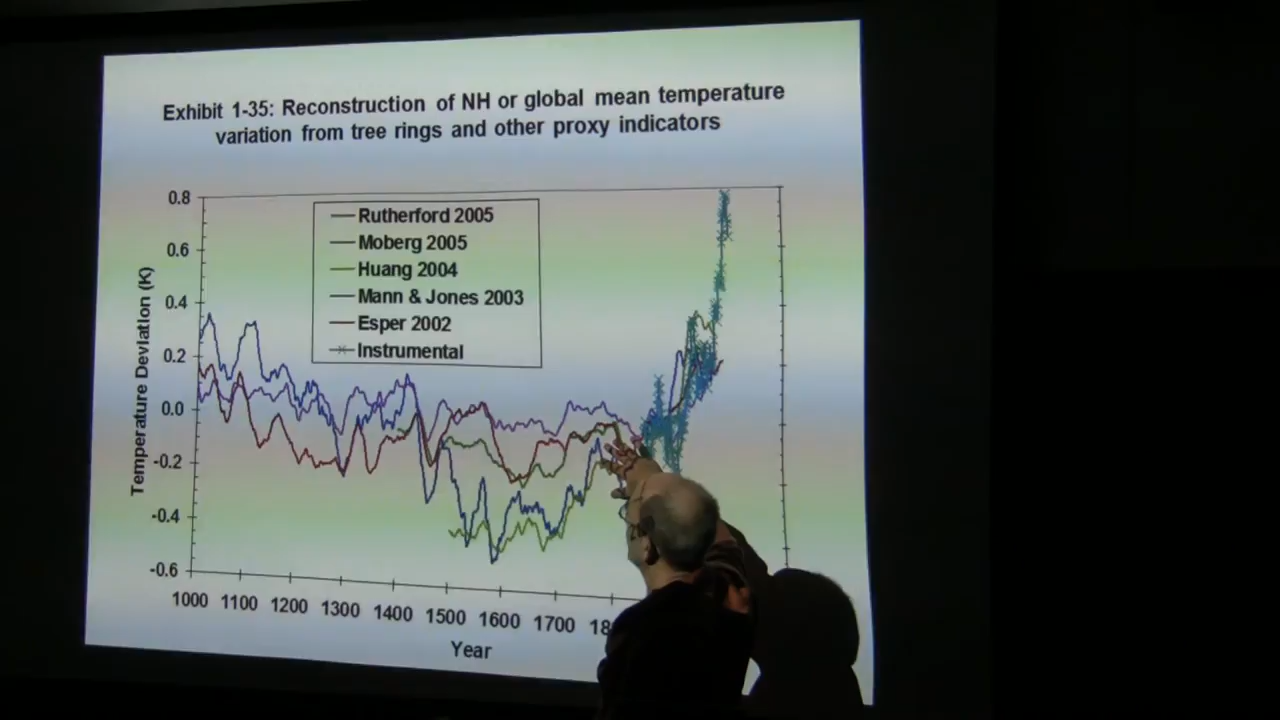 Exhibit 1-35: Reconstruction of NH or global mean temperature
variation from tree rings and other proxy indicators
0.8
0.6
0.4
0.2
0.0
-0.2
-0.4
-0.6
Temperature Deviation (K)
Rutherford 2005
Moberg 2005
Huang 2004
Mann & Jones 2003
Esper 2002
Instrumental
1000 1100 1200 1300 1400 1500 1600 1700
Year